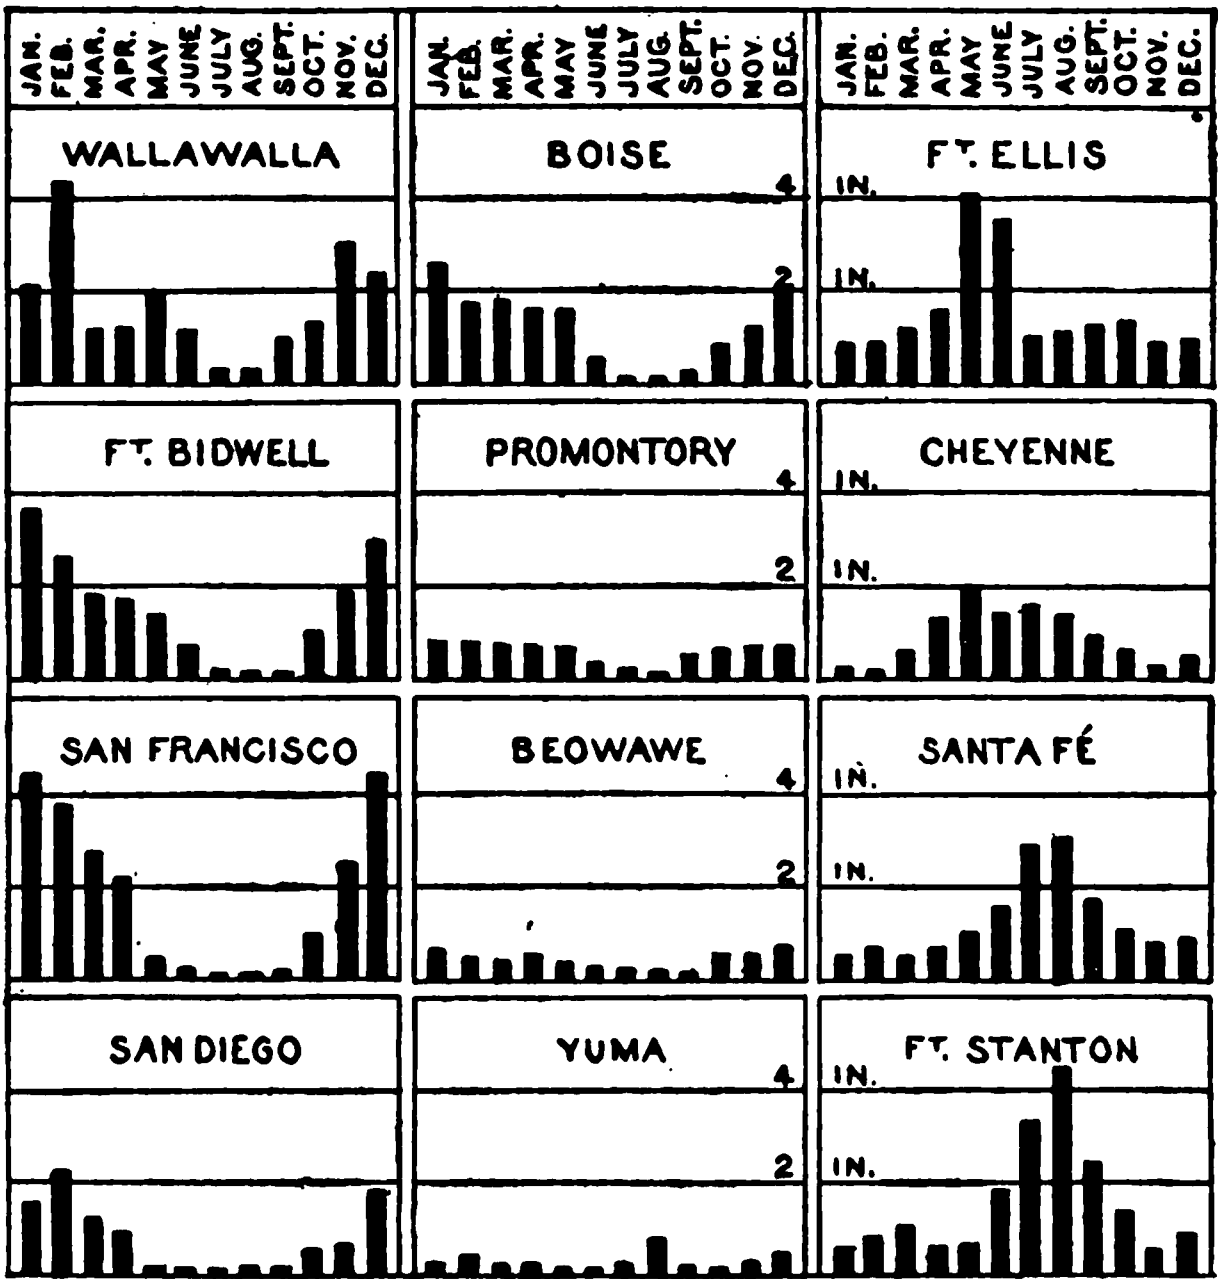 JAN. FEB. MAR. APR. MAY JUNE JULY AUG. SEPT. OCT. NOV. DEC.
JAN. FEB. MAR. APR. MAY JUNE JULY AUG. SEPT. OCT. NOV. DEC.
JAN. FEB. MAR. APR. MAY JUNE JULY AUG. SEPT. OCT. NOV. DEC.
WALLAWALLA
BOISE
FT. ELLIS
4 IN.
2 IN.
FT. BIDWELL
PROMONTORY
CHEYENNE
4 IN.
2 IN.
SAN FRANCISCO
BEOWAWE
SANTA FÉ
4 IN.
2 IN.
SAN DIEGO
YUMA
FT. STANTON
4 IN.
2 IN.